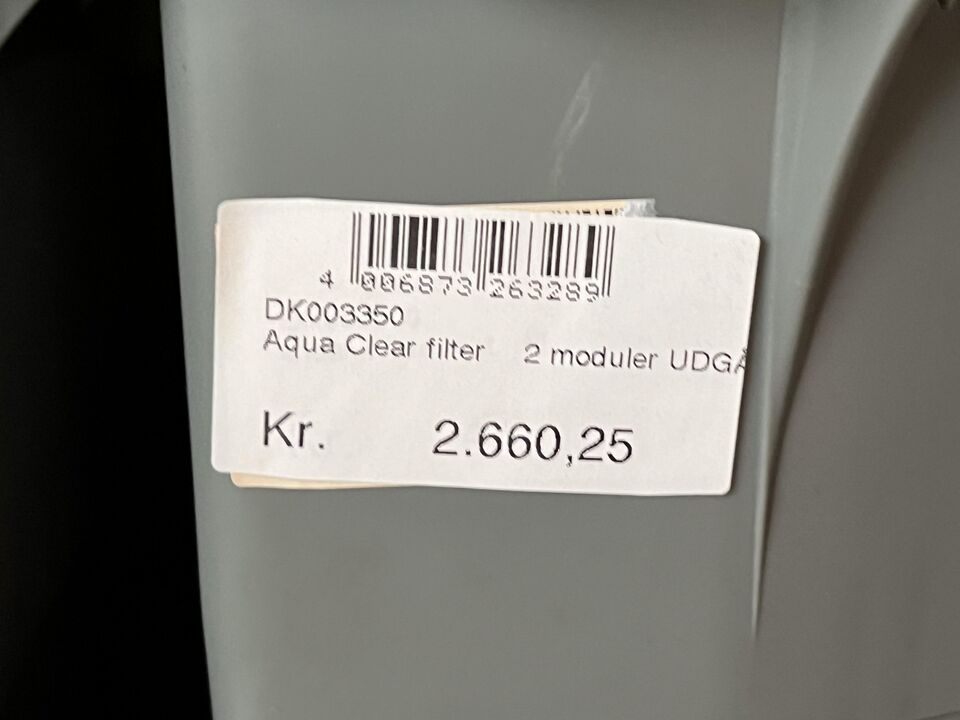 4 006873 263289
DK003350
Aqua Clear filter 2 moduler UDGÅ
Kr. 2.660,25